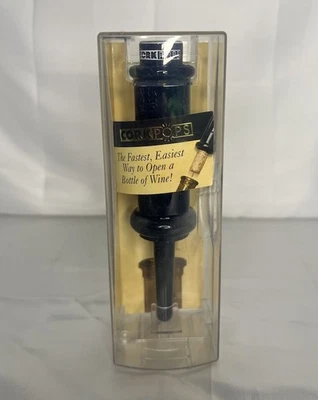 CORKPOPS
CORKPOPS
The Fastest, Easiest
Way to Open a
Bottle of Wine!